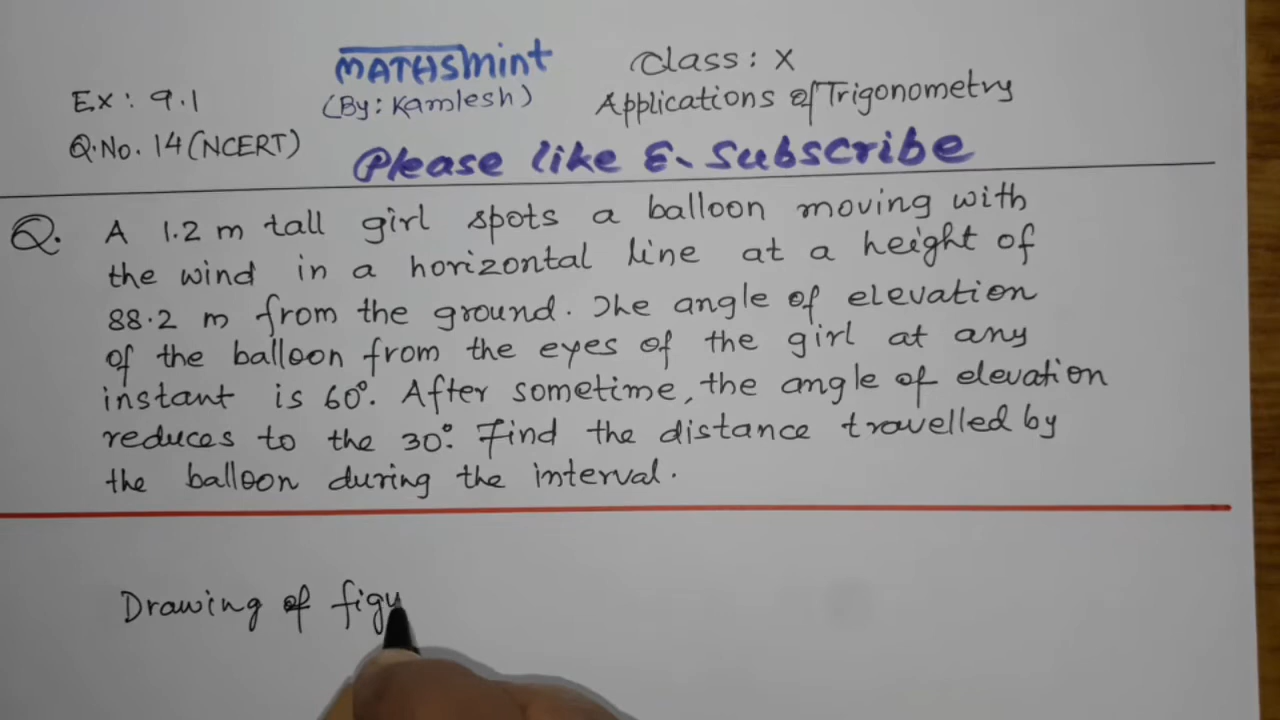 MATHSmint
Class: X
Ex: 9.1
(By: Kamlesh)
Applications of Trigonometry
Q.No. 14 (NCERT)
Please like & Subscribe
Q. A 1.2 m tall girl spots a balloon moving with
the wind in a horizontal line at a height of
88.2 m from the ground. The angle of elevation
of the balloon from the eyes of the girl at any
instant is 60°. After sometime, the angle of elevation
reduces to the 30°. Find the distance travelled by
the balloon during the interval.
Drawing of figu